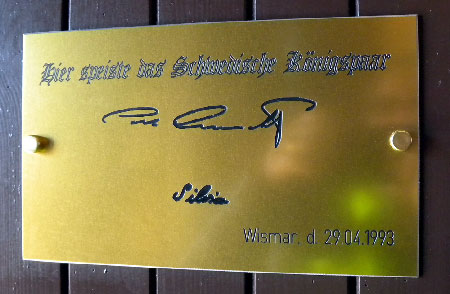 Hier speiste das Schwedische Königspaar
Silvia
Wismar, d. 29.04.1993